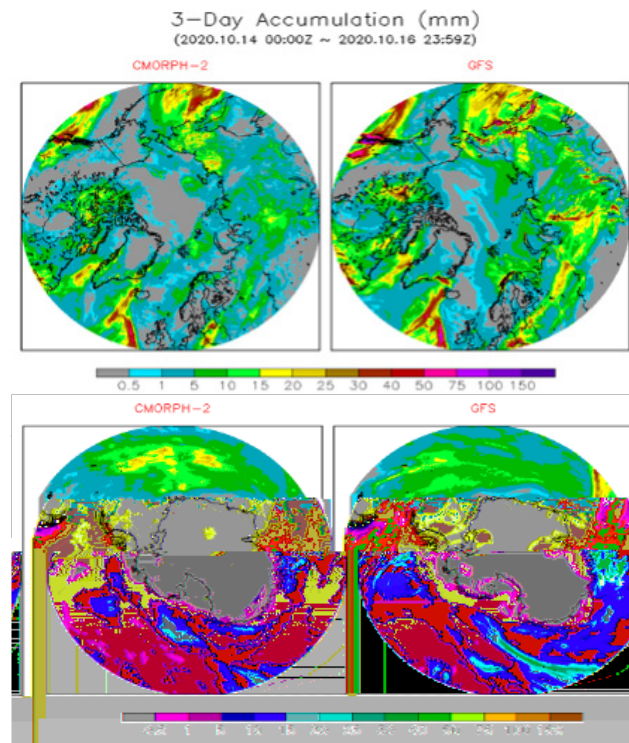 3-Day Accumulation (mm)
(2020.10.14 00:00Z ~ 2020.10.16 23:59Z)
CMORPH-2 GFS
0.5 1 5 10 15 20 25 30 40 50 75 100 150
CMORPH-2 GFS